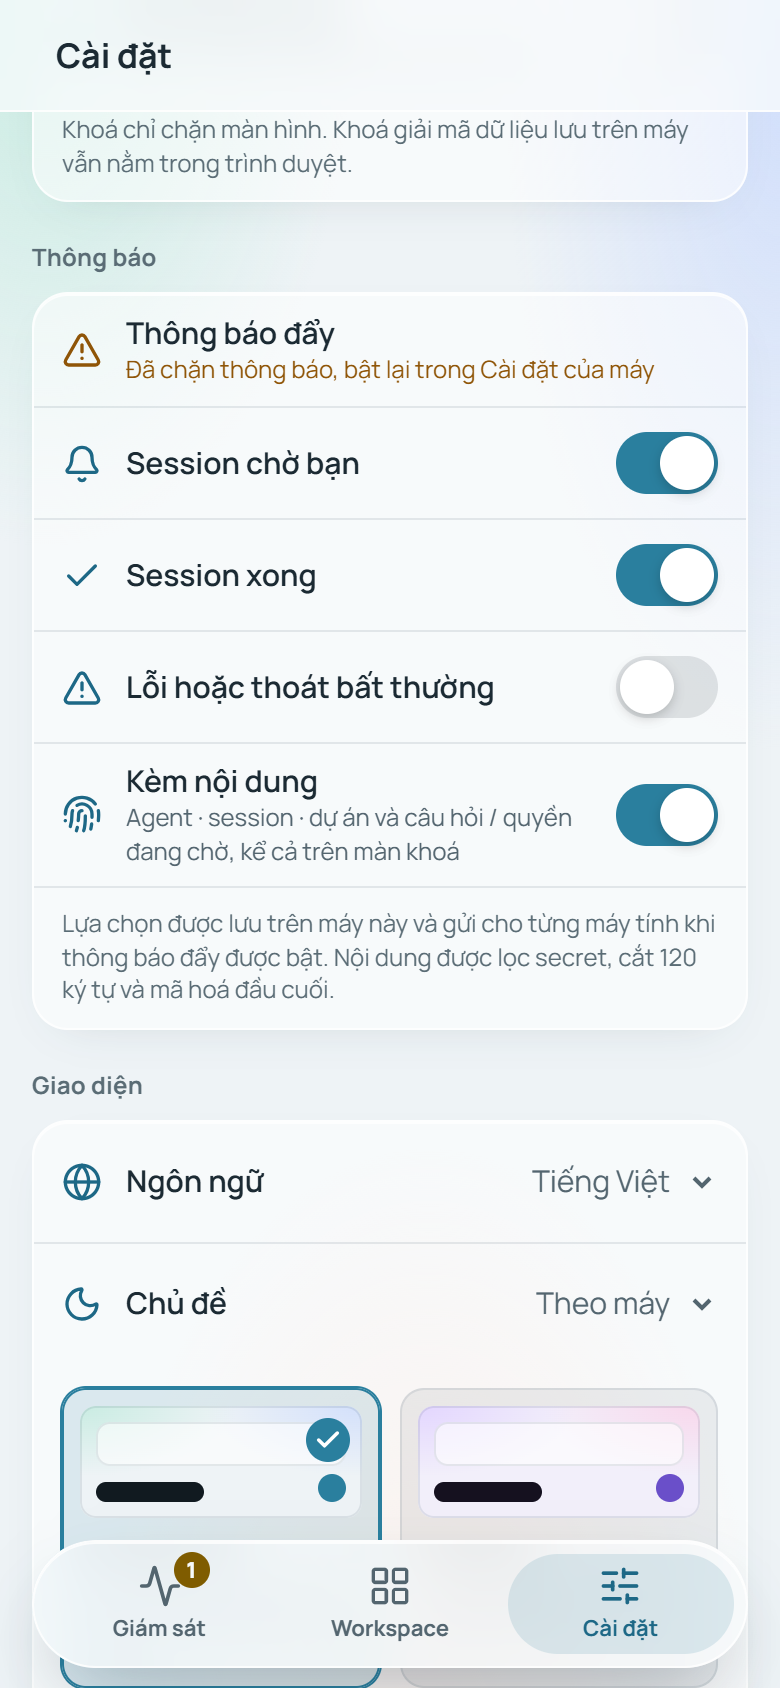 Cài đặt
Khoá chỉ chặn màn hình. Khoá giải mã dữ liệu lưu trên máy
vẫn nằm trong trình duyệt.
Thông báo
Thông báo đẩy
Đã chặn thông báo, bật lại trong Cài đặt của máy
Session chờ bạn
Session xong
Lỗi hoặc thoát bất thường
Kèm nội dung
Agent · session · dự án và câu hỏi / quyền
đang chờ, kể cả trên màn khoá
Lựa chọn được lưu trên máy này và gửi cho từng máy tính khi
thông báo đẩy được bật. Nội dung được lọc secret, cắt 120
ký tự và mã hoá đầu cuối.
Giao diện
Ngôn ngữ
Tiếng Việt
Chủ đề
Theo máy
1
Giám sát
Workspace
Cài đặt